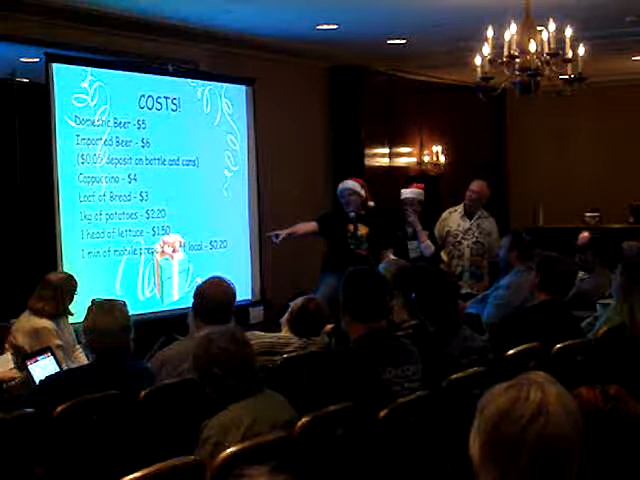 COSTS!
Domestic Beer - $5
Imported Beer - $6
($0.05 deposit on bottle and cans)
Cappuccino - $4
Loaf of Bread - $3
1kg of potatoes - $2.20
1 head of lettuce - $1.50
1 min of mobile local - $0.20